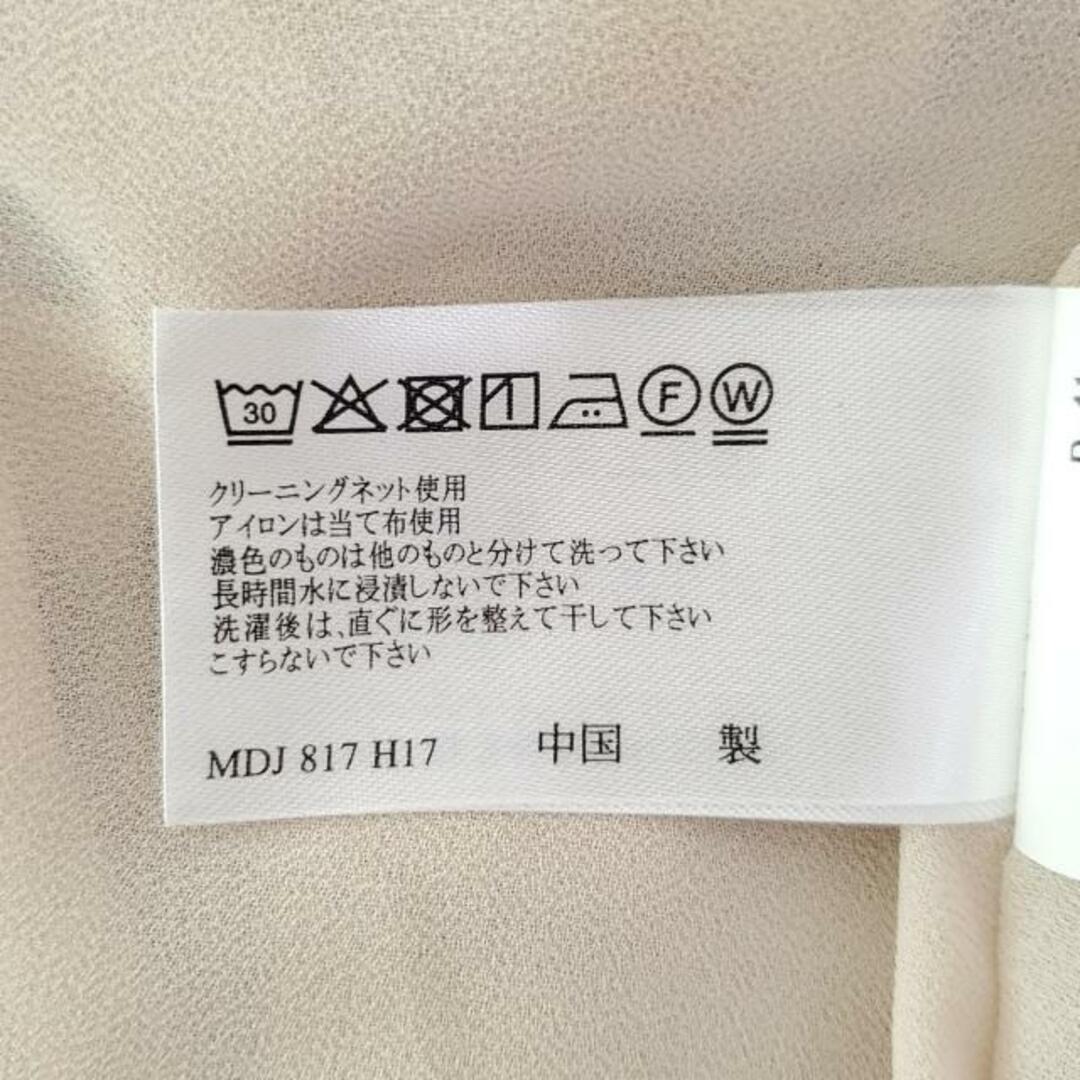 30 F W
クリーニングネット使用
アイロンは当て布使用
濃色のものは他のものと分けて洗って下さい
長時間水に浸漬しないで下さい
洗濯後は、直ぐに形を整えて干して下さい
こすらないで下さい
MDJ 817 H17 中国 製